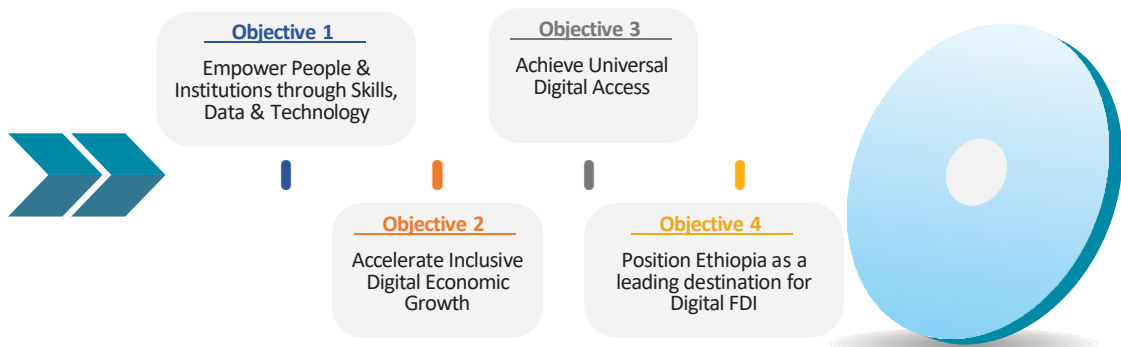 Objective 1
Empower People &
Institutions through Skills,
Data & Technology
Objective 2
Accelerate Inclusive
Digital Economic
Growth
Objective 3
Achieve Universal
Digital Access
Objective 4
Position Ethiopia as a
leading destination for
Digital FDI